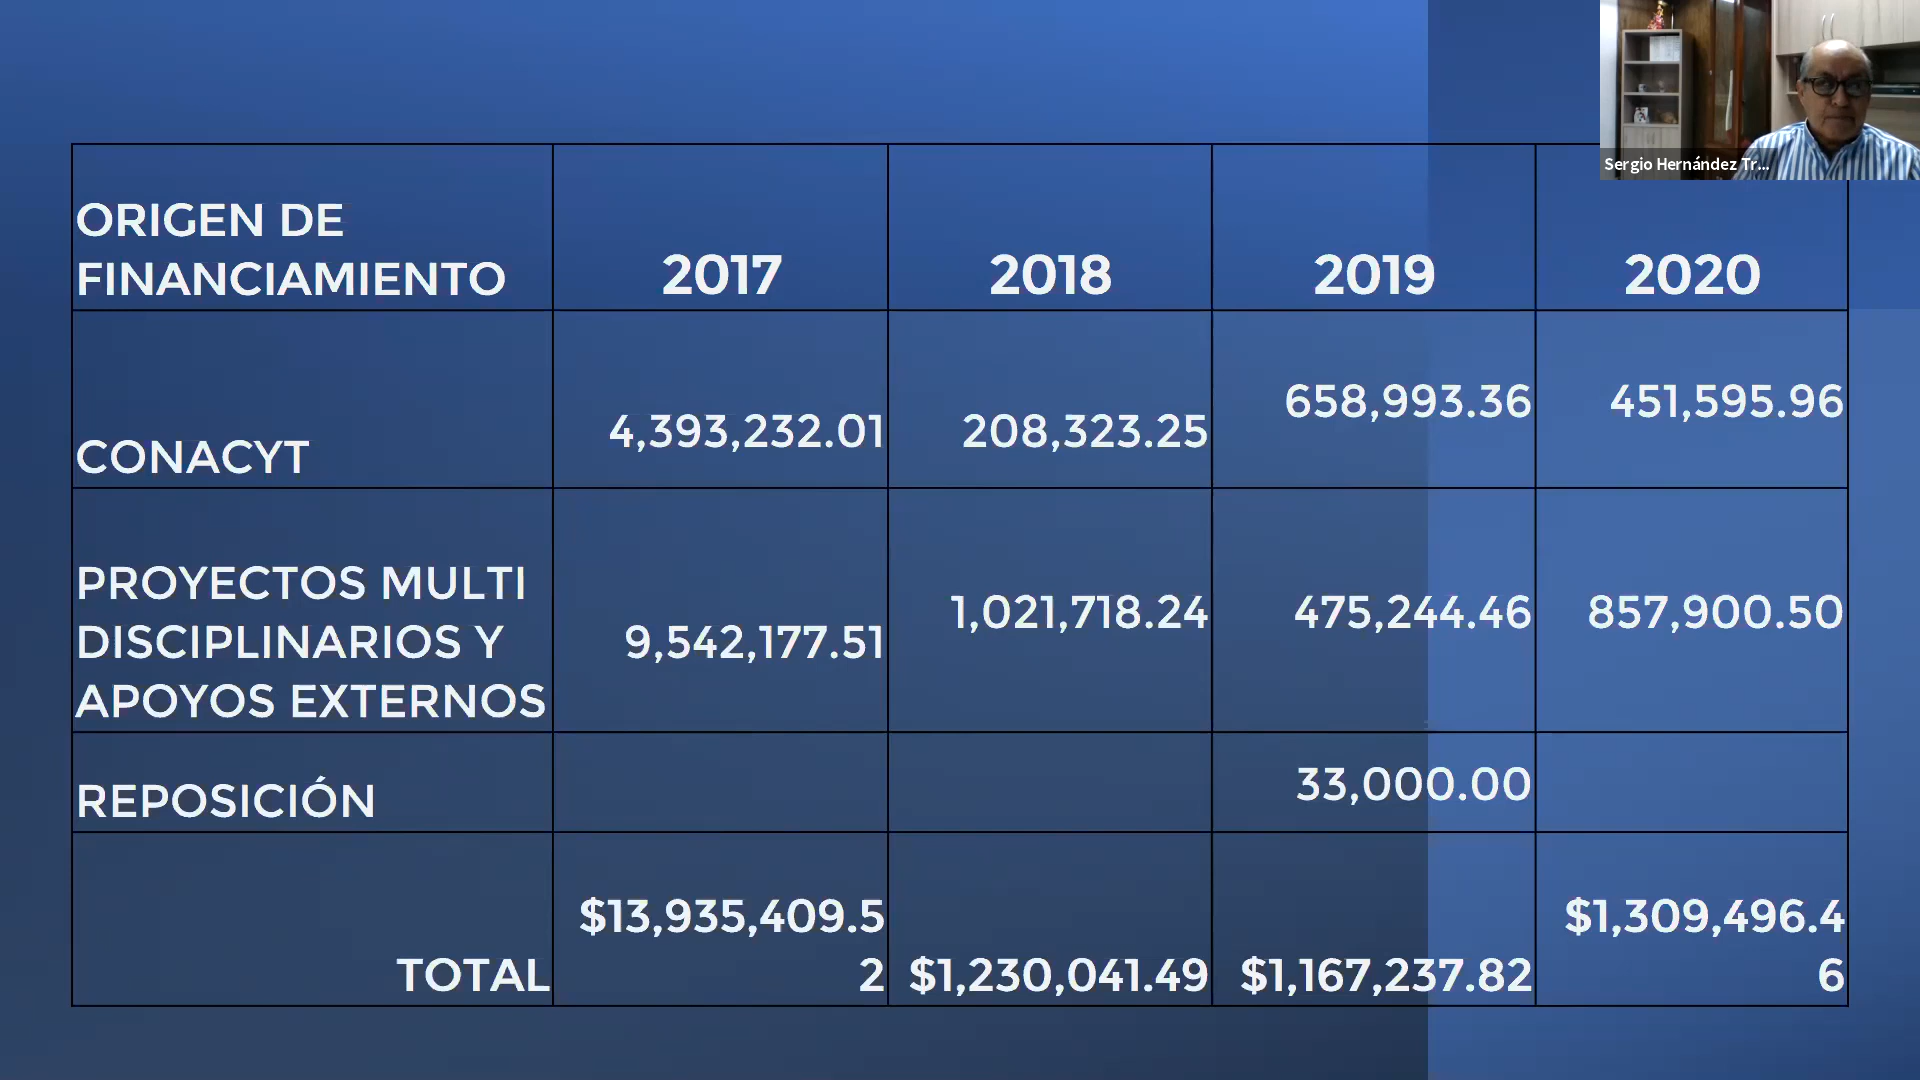 Sergio Hernández Tr...
ORIGEN DE
FINANCIAMIENTO
2017
2018
2019
2020
CONACYT
4,393,232.01
208,323.25
658,993.36
451,595.96
PROYECTOS MULTI
DISCIPLINARIOS Y
APOYOS EXTERNOS
9,542,177.51
1,021,718.24
475,244.46
857,900.50
REPOSICIÓN
33,000.00
TOTAL
$13,935,409.5
2
$1,230,041.49
$1,167,237.82
$1,309,496.4
6